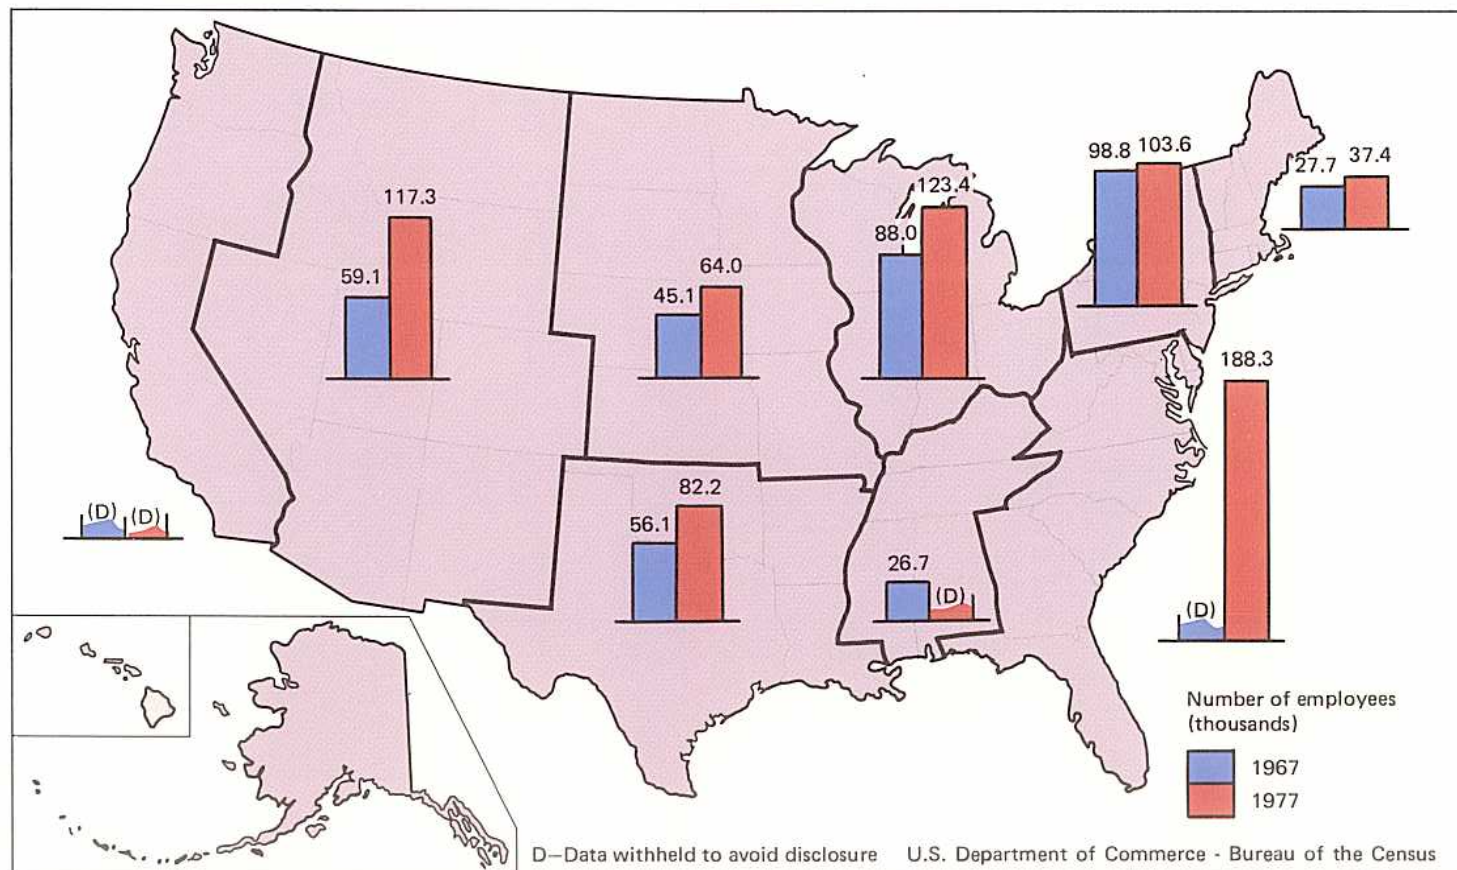 98.8 103.6
27.7 37.4
117.3
123.4
59.1
88.0
64.0
45.1
188.3
82.2
(D) (D)
56.1
26.7
(D)
(D)
Number of employees
(thousands)
1967
1977
D—Data withheld to avoid disclosure U.S. Department of Commerce - Bureau of the Census